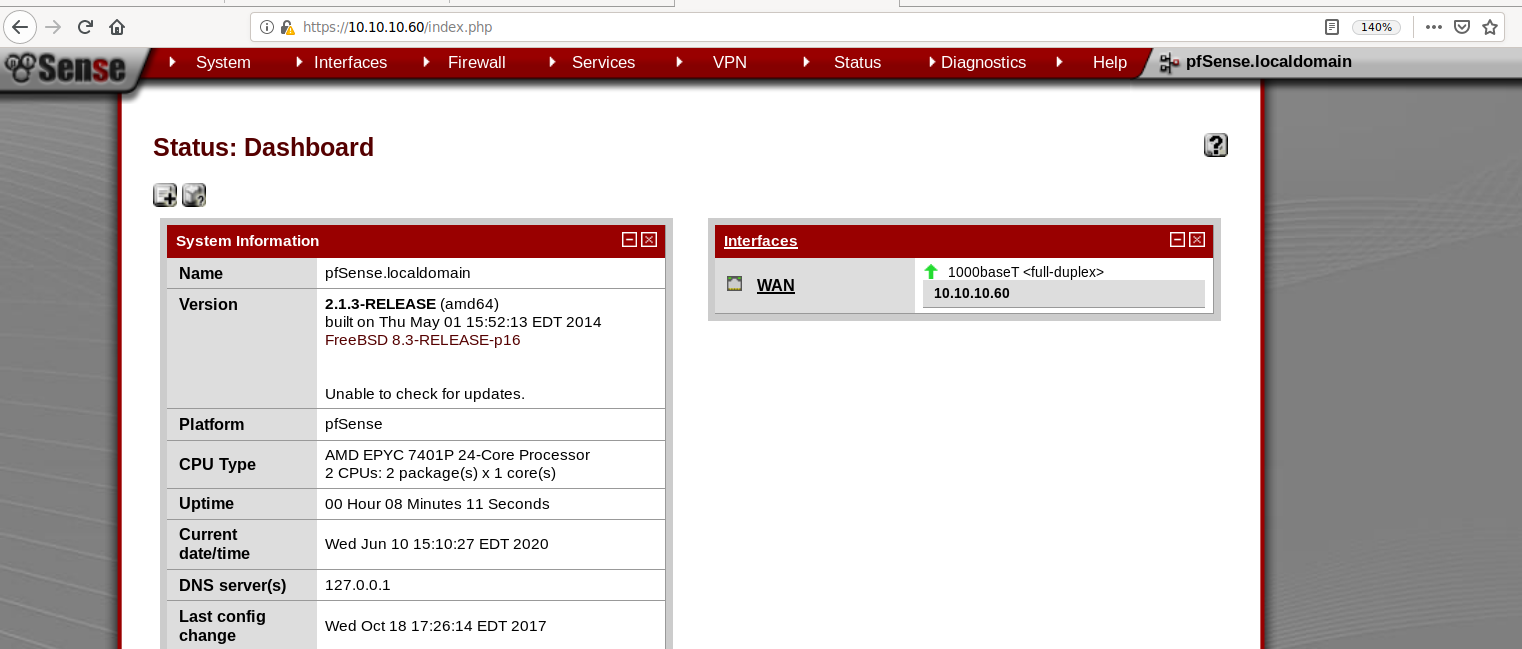 https://10.10.10.60/index.php
140%
Sense
System
Interfaces
Firewall
Services
VPN
Status
Diagnostics
Help
pfSense.localdomain
Status: Dashboard
?
System Information
Name
pfSense.localdomain
Version
2.1.3-RELEASE (amd64)
built on Thu May 01 15:52:13 EDT 2014
FreeBSD 8.3-RELEASE-p16
Unable to check for updates.
Platform
pfSense
CPU Type
AMD EPYC 7401P 24-Core Processor
2 CPUs: 2 package(s) x 1 core(s)
Uptime
00 Hour 08 Minutes 11 Seconds
Current
date/time
Wed Jun 10 15:10:27 EDT 2020
DNS server(s)
127.0.0.1
Last config
change
Wed Oct 18 17:26:14 EDT 2017
Interfaces
WAN
1000baseT <full-duplex>
10.10.10.60